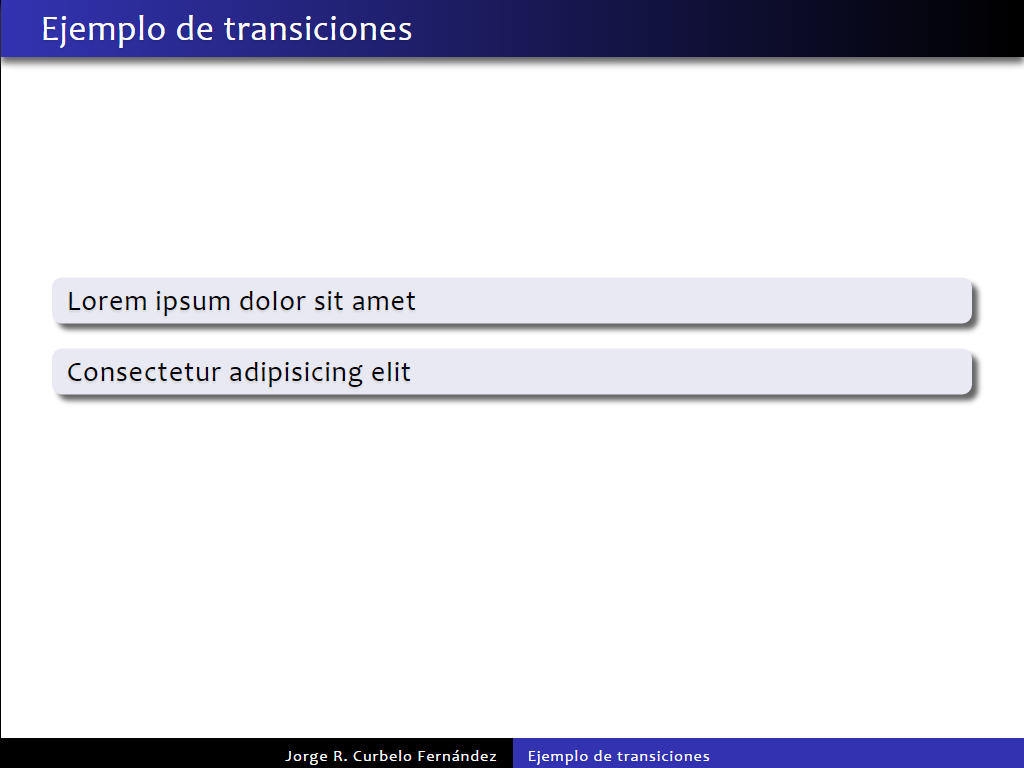 Ejemplo de transiciones
Lorem ipsum dolor sit amet
Consectetur adipisicing elit
Jorge R. Curbelo Fernández
Ejemplo de transiciones